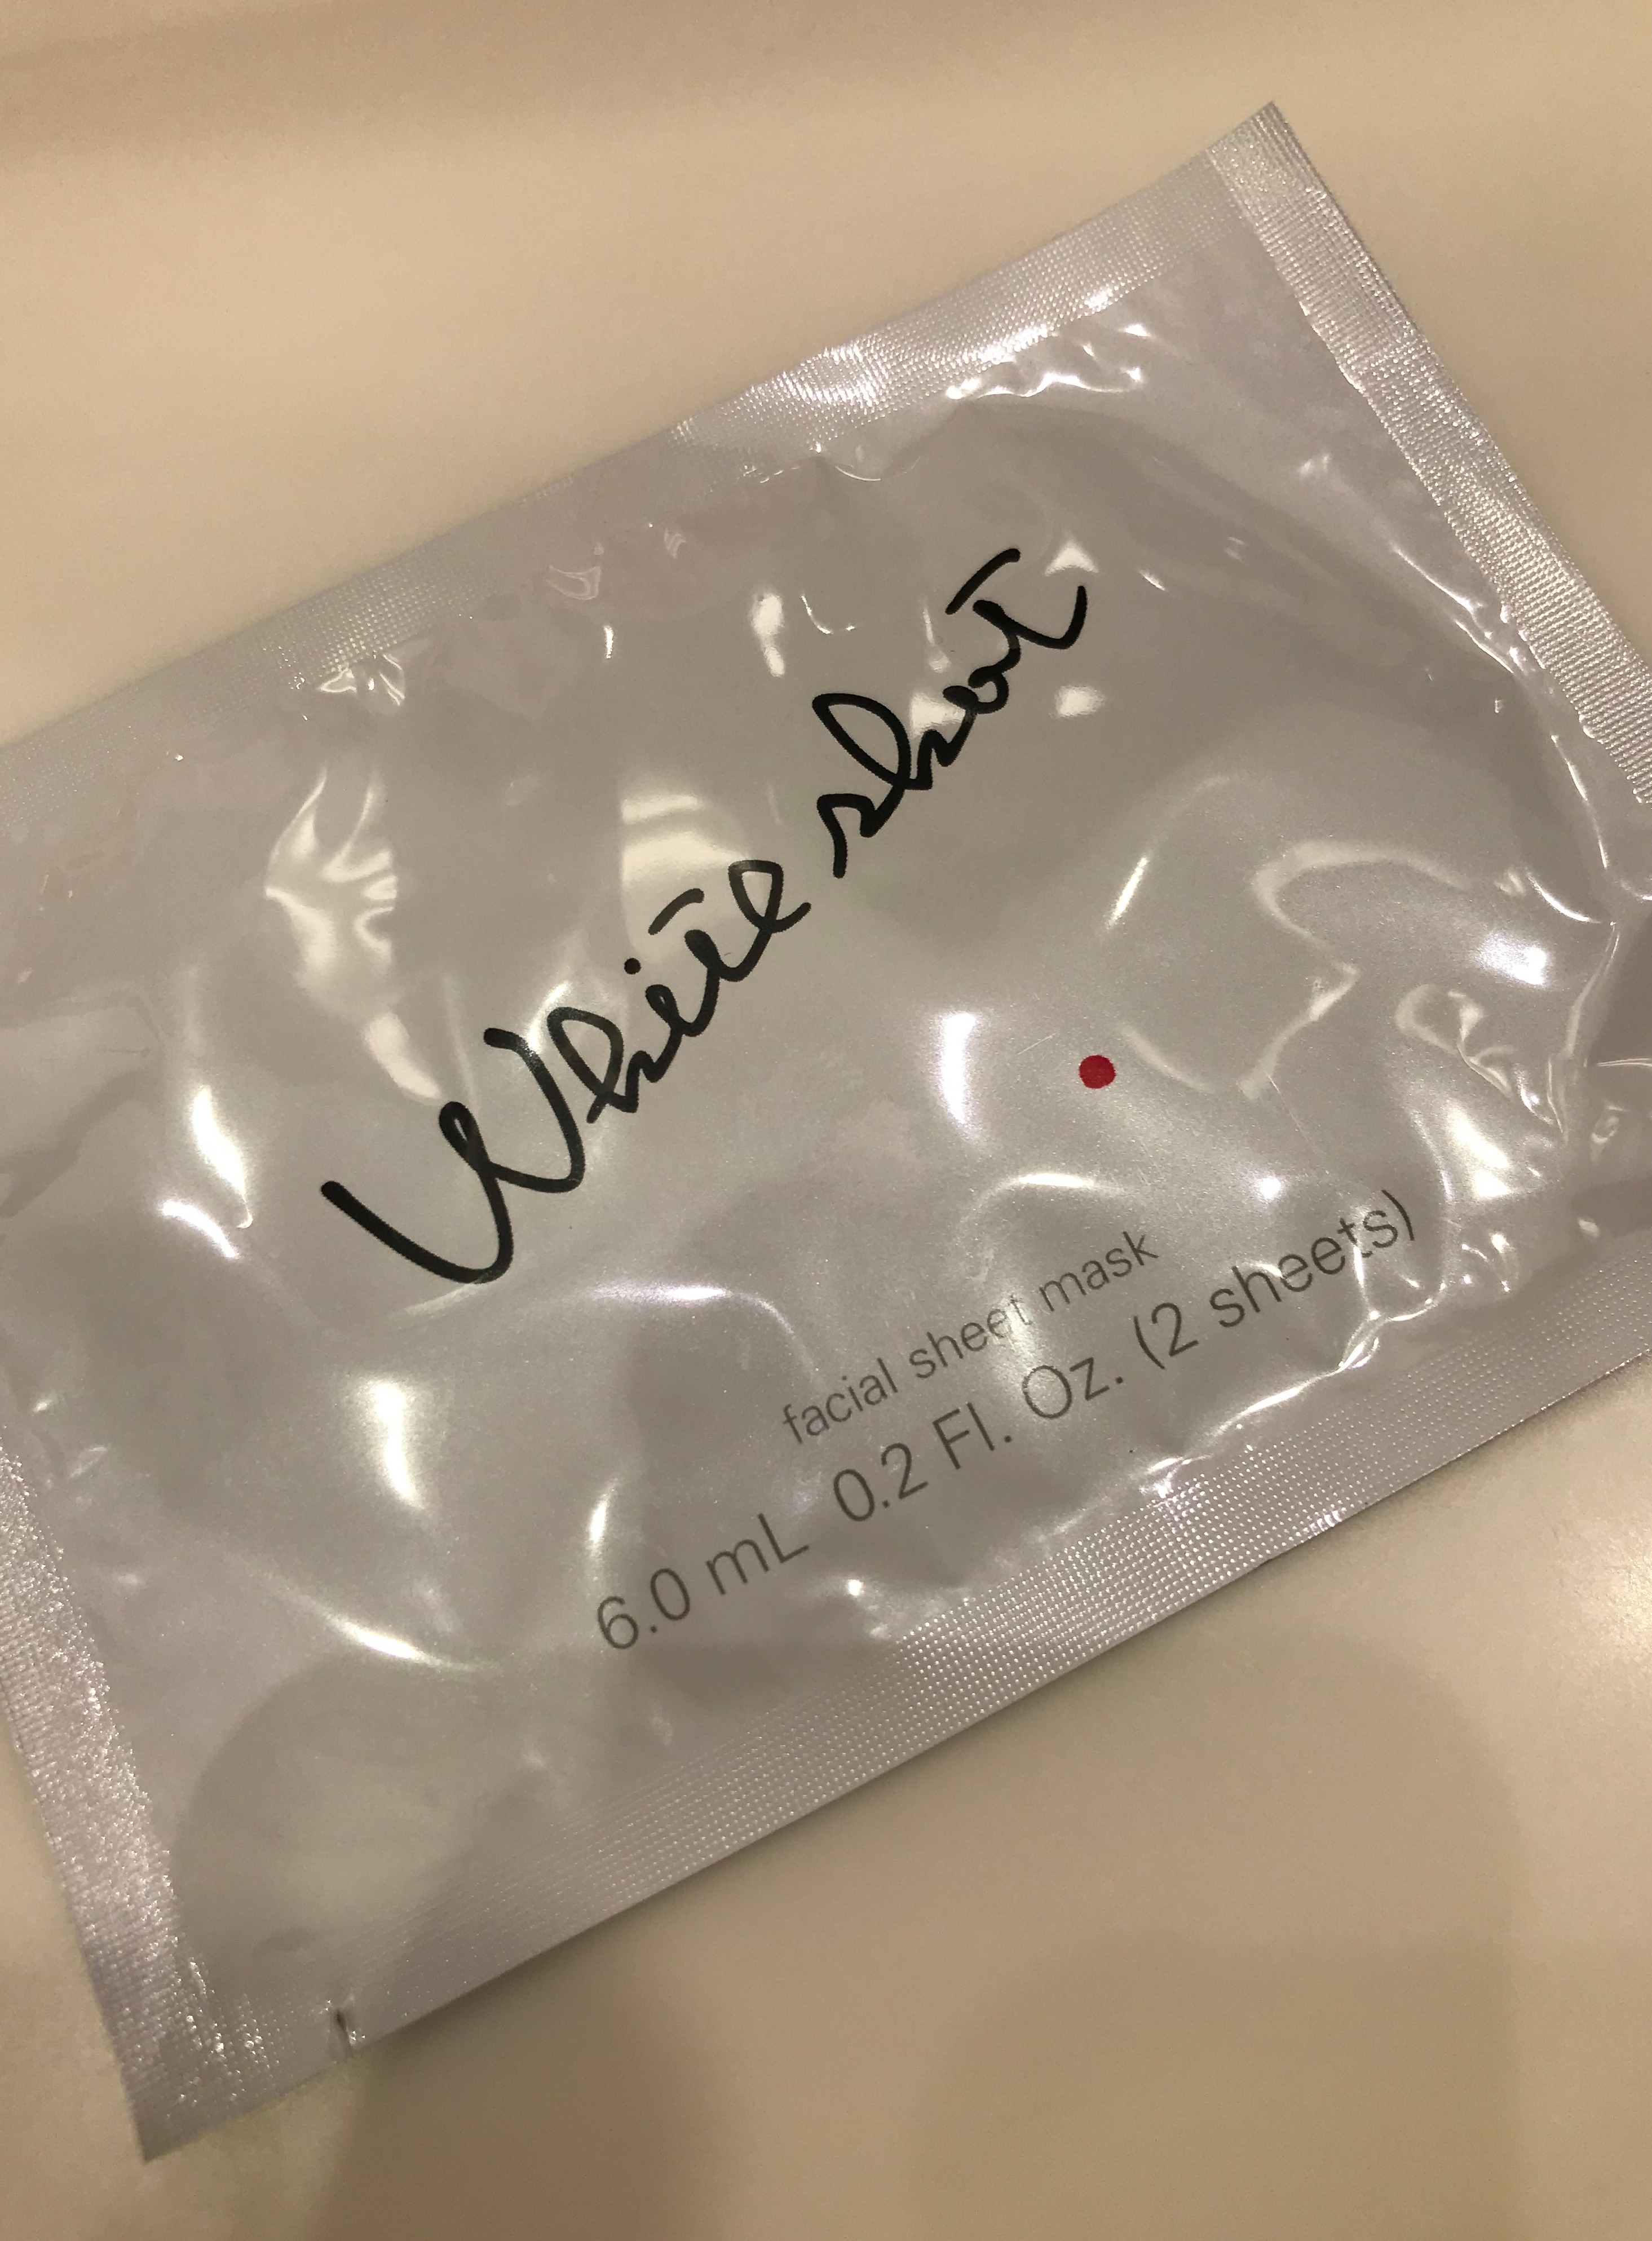 White shot
facial sheet mask
6.0 mL 0.2 Fl. Oz. (2 sheets)